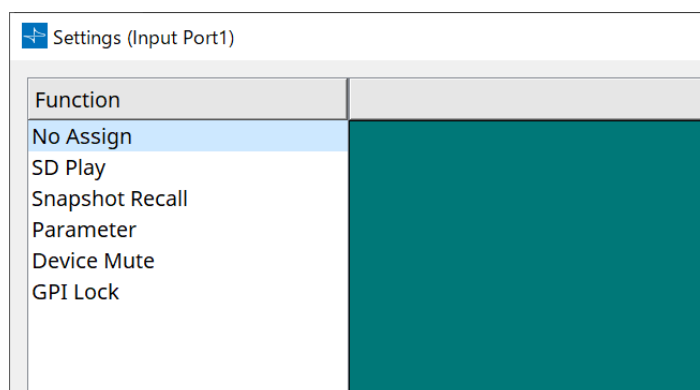 Settings (Input Port1)
Function
No Assign
SD Play
Snapshot Recall
Parameter
Device Mute
GPI Lock